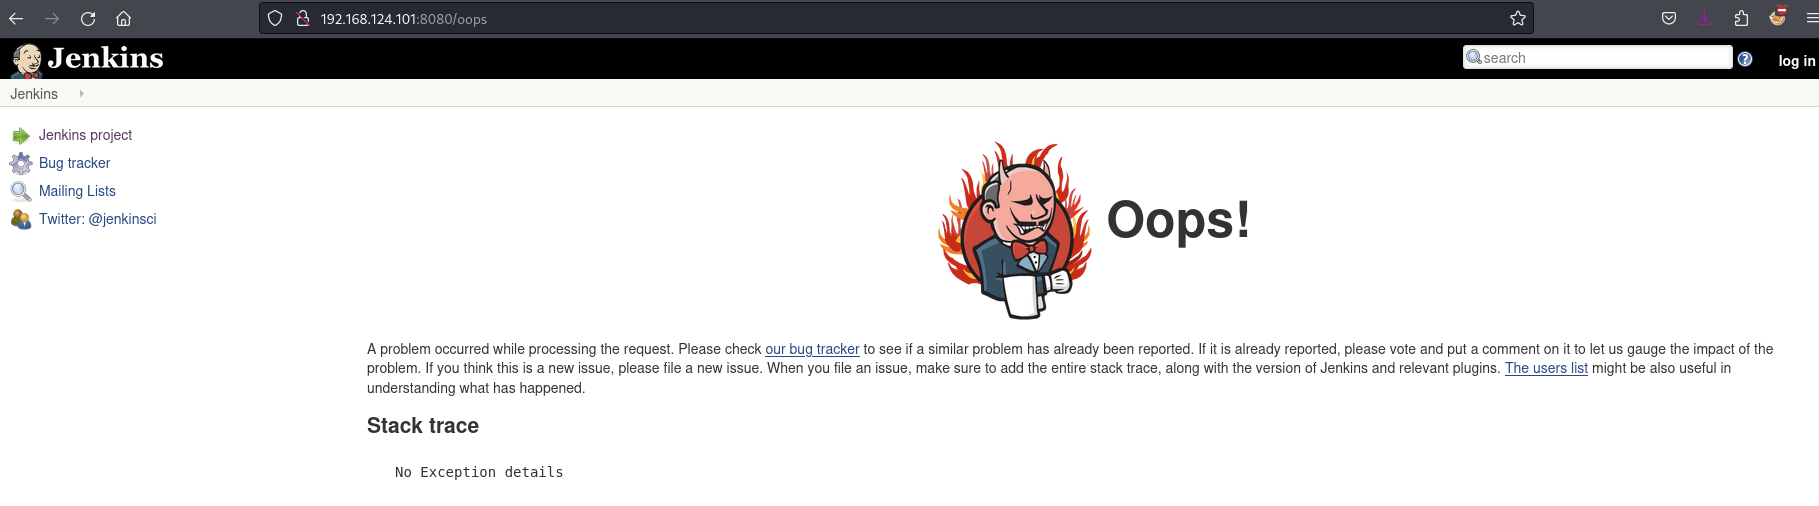 192.168.124.101:8080/oops
Jenkins
search
?
log in
Jenkins
Jenkins project
Bug tracker
Mailing Lists
Twitter: @jenkinsci
Oops!
A problem occurred while processing the request. Please check our bug tracker to see if a similar problem has already been reported. If it is already reported, please vote and put a comment on it to let us gauge the impact of the
problem. If you think this is a new issue, please file a new issue. When you file an issue, make sure to add the entire stack trace, along with the version of Jenkins and relevant plugins. The users list might be also useful in
understanding what has happened.
Stack trace
No Exception details